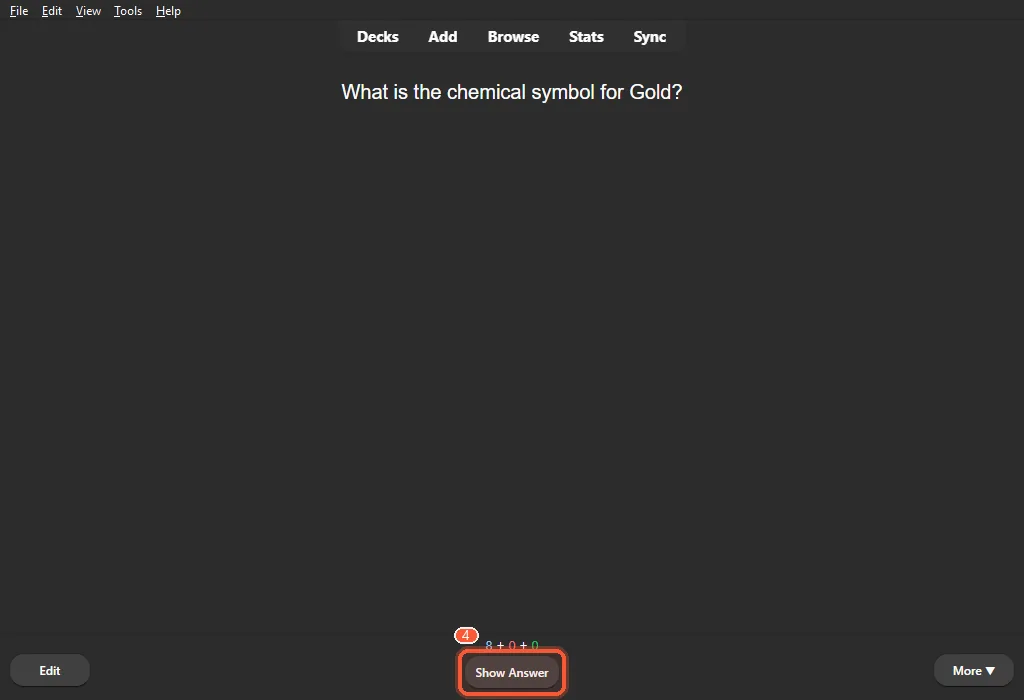 File Edit View Tools Help
Decks Add Browse Stats Sync
What is the chemical symbol for Gold?
4
8 + 0 + 0
Edit Show Answer More ▼